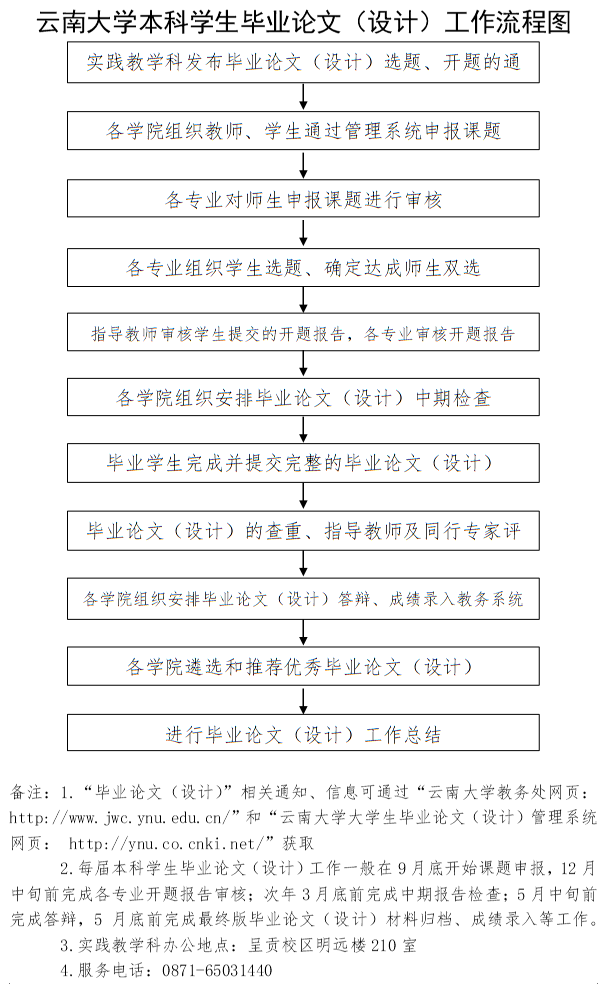 云南大学本科学生毕业论文（设计）工作流程图
实践教学科发布毕业论文（设计）选题、开题的通
各学院组织教师、学生通过管理系统申报课题
各专业对师生申报课题进行审核
各专业组织学生选题、确定达成师生双选
指导教师审核学生提交的开题报告，各专业审核开题报告
各学院组织安排毕业论文（设计）中期检查
毕业学生完成并提交完整的毕业论文（设计）
毕业论文（设计）的查重、指导教师及同行专家评
各学院组织安排毕业论文（设计）答辩、成绩录入教务系统
各学院遴选和推荐优秀毕业论文（设计）
进行毕业论文（设计）工作总结
备注：1.“毕业论文（设计）”相关通知、信息可通过“云南大学教务处网页：
http://www.jwc.ynu.edu.cn/”和“云南大学大学生毕业论文（设计）管理系统
网页： http://ynu.co.cnki.net/”获取
2.每届本科学生毕业论文（设计）工作一般在9月底开始课题申报，12月
中旬前完成各专业开题报告审核；次年3月底前完成中期报告检查；5月中旬前
完成答辩，5 月底前完成最终版毕业论文（设计）材料归档、成绩录入等工作。
3.实践教学科办公地点：呈贡校区明远楼210室
4.服务电话：0871-65031440